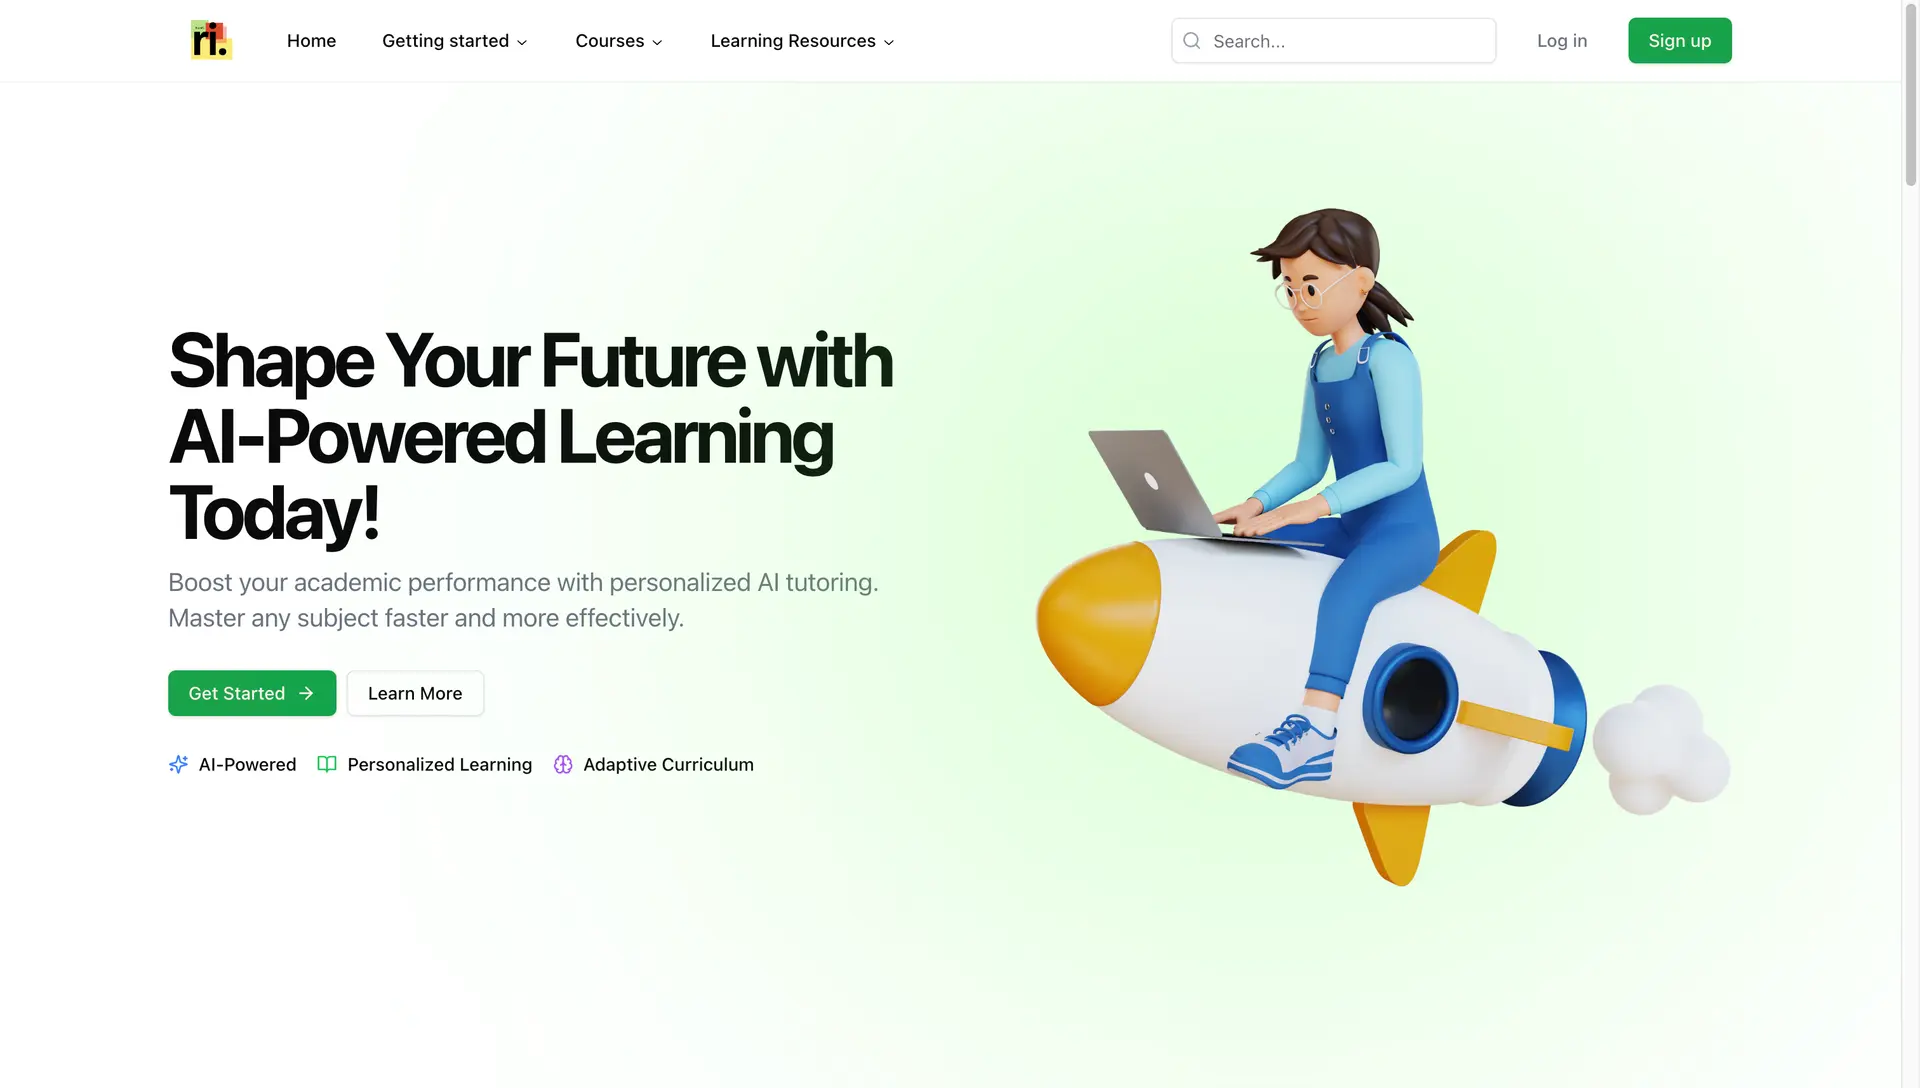 ri.
Home
Getting started
Courses
Learning Resources
Search...
Log in
Sign up
Shape Your Future with
AI-Powered Learning
Today!
Boost your academic performance with personalized AI tutoring.
Master any subject faster and more effectively.
Get Started
Learn More
AI-Powered
Personalized Learning
Adaptive Curriculum